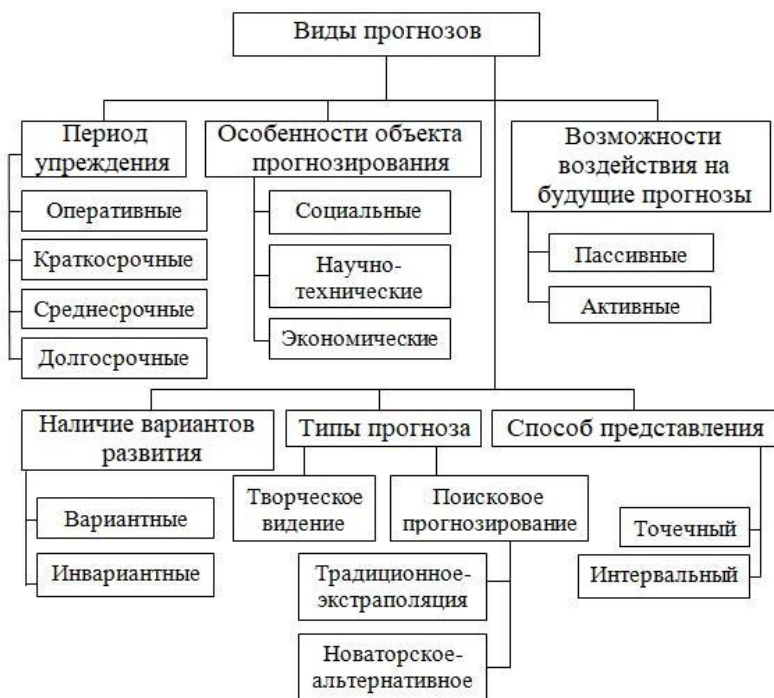 Виды прогнозов
Период
упреждения
Оперативные
Краткосрочные
Среднесрочные
Долгосрочные
Особенности объекта
прогнозирования
Социальные
Научно-
технические
Экономические
Возможности
воздействия на
будущие прогнозы
Пассивные
Активные
Наличие вариантов
развития
Вариантные
Инвариантные
Типы прогноза
Творческое
видение
Поисковое
прогнозирование
Традиционное-
экстраполяция
Новаторское-
альтернативное
Способ представления
Точечный
Интервальный